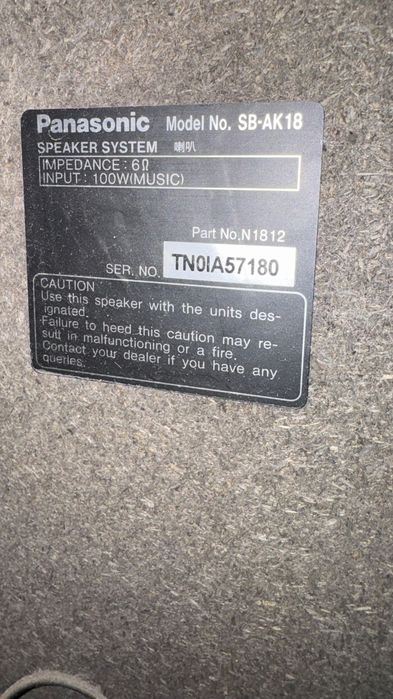 Panasonic Model No. SB-AK18
SPEAKER SYSTEM 喇叭
IMPEDANCE : 6Ω
INPUT : 100W(MUSIC)
Part No.N1812
SER. NO. TN0IA57180
CAUTION
Use this speaker with the units des-
ignated.
Failure to heed this caution may re-
sult in malfunctioning or a fire.
Contact your dealer if you have any
queries.